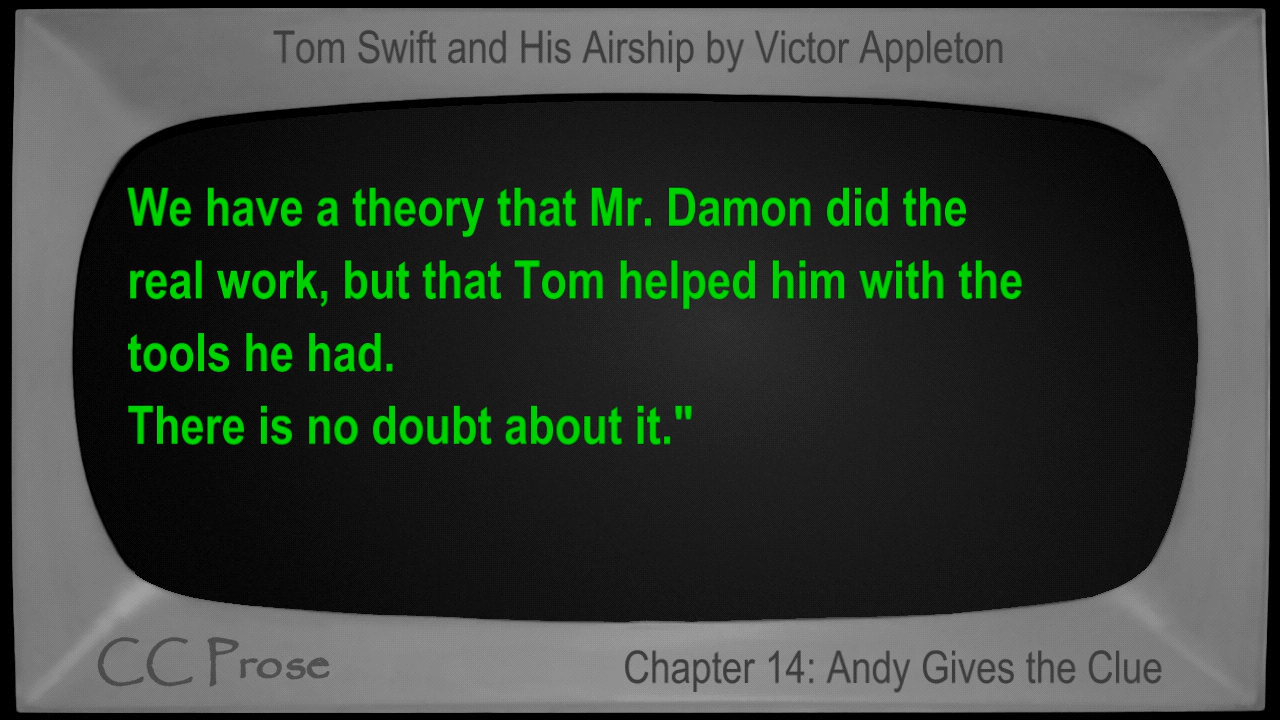 Tom Swift and His Airship by Victor Appleton
We have a theory that Mr. Damon did the
real work, but that Tom helped him with the
tools he had.
There is no doubt about it."
CC Prose
Chapter 14: Andy Gives the Clue